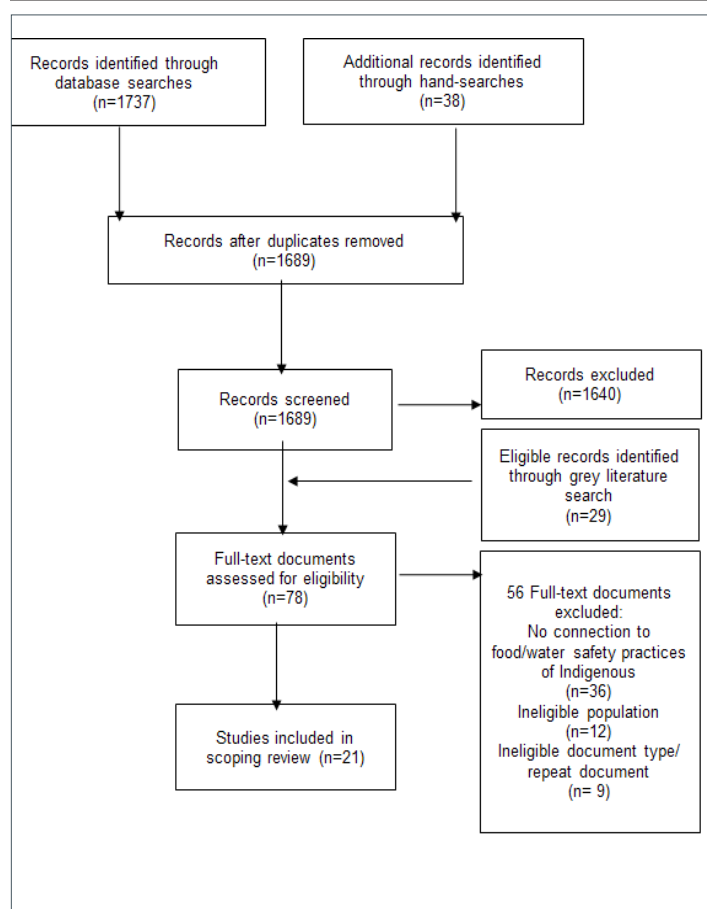 Records identified through
database searches
(n=1737)
Additional records identified
through hand-searches
(n=38)
Records after duplicates removed
(n=1689)
Records screened
(n=1689)
Records excluded
(n=1640)
Eligible records identified
through grey literature
search
(n=29)
Full-text documents
assessed for eligibility
(n=78)
56 Full-text documents
excluded:
No connection to
food/water safety practices
of Indigenous
(n=36)
Ineligible population
(n=12)
Ineligible document type/
repeat document
(n= 9)
Studies included in
scoping review (n=21)